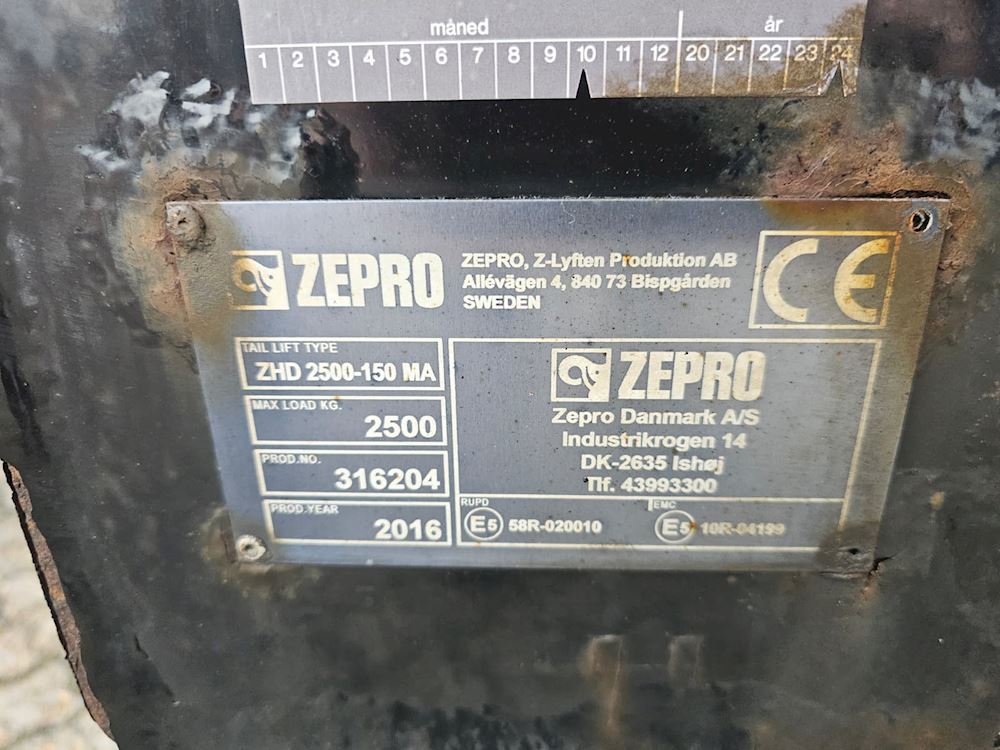 måned år
1 2 3 4 5 6 7 8 9 10 11 12 20 21 22 23 24
ZEPRO
ZEPRO, Z-Lyften Produktion AB
Allévägen 4, 840 73 Bispgården
SWEDEN
CE
TAIL LIFT TYPE
ZHD 2500-150 MA
MAX LOAD KG.
2500
PROD.NO.
316204
PROD.YEAR
2016
ZEPRO
Zepro Danmark A/S
Industrikrogen 14
DK-2635 Ishøj
Tlf. 43993300
RUPD
E5 58R-020010
EMC
E5 10R-04199